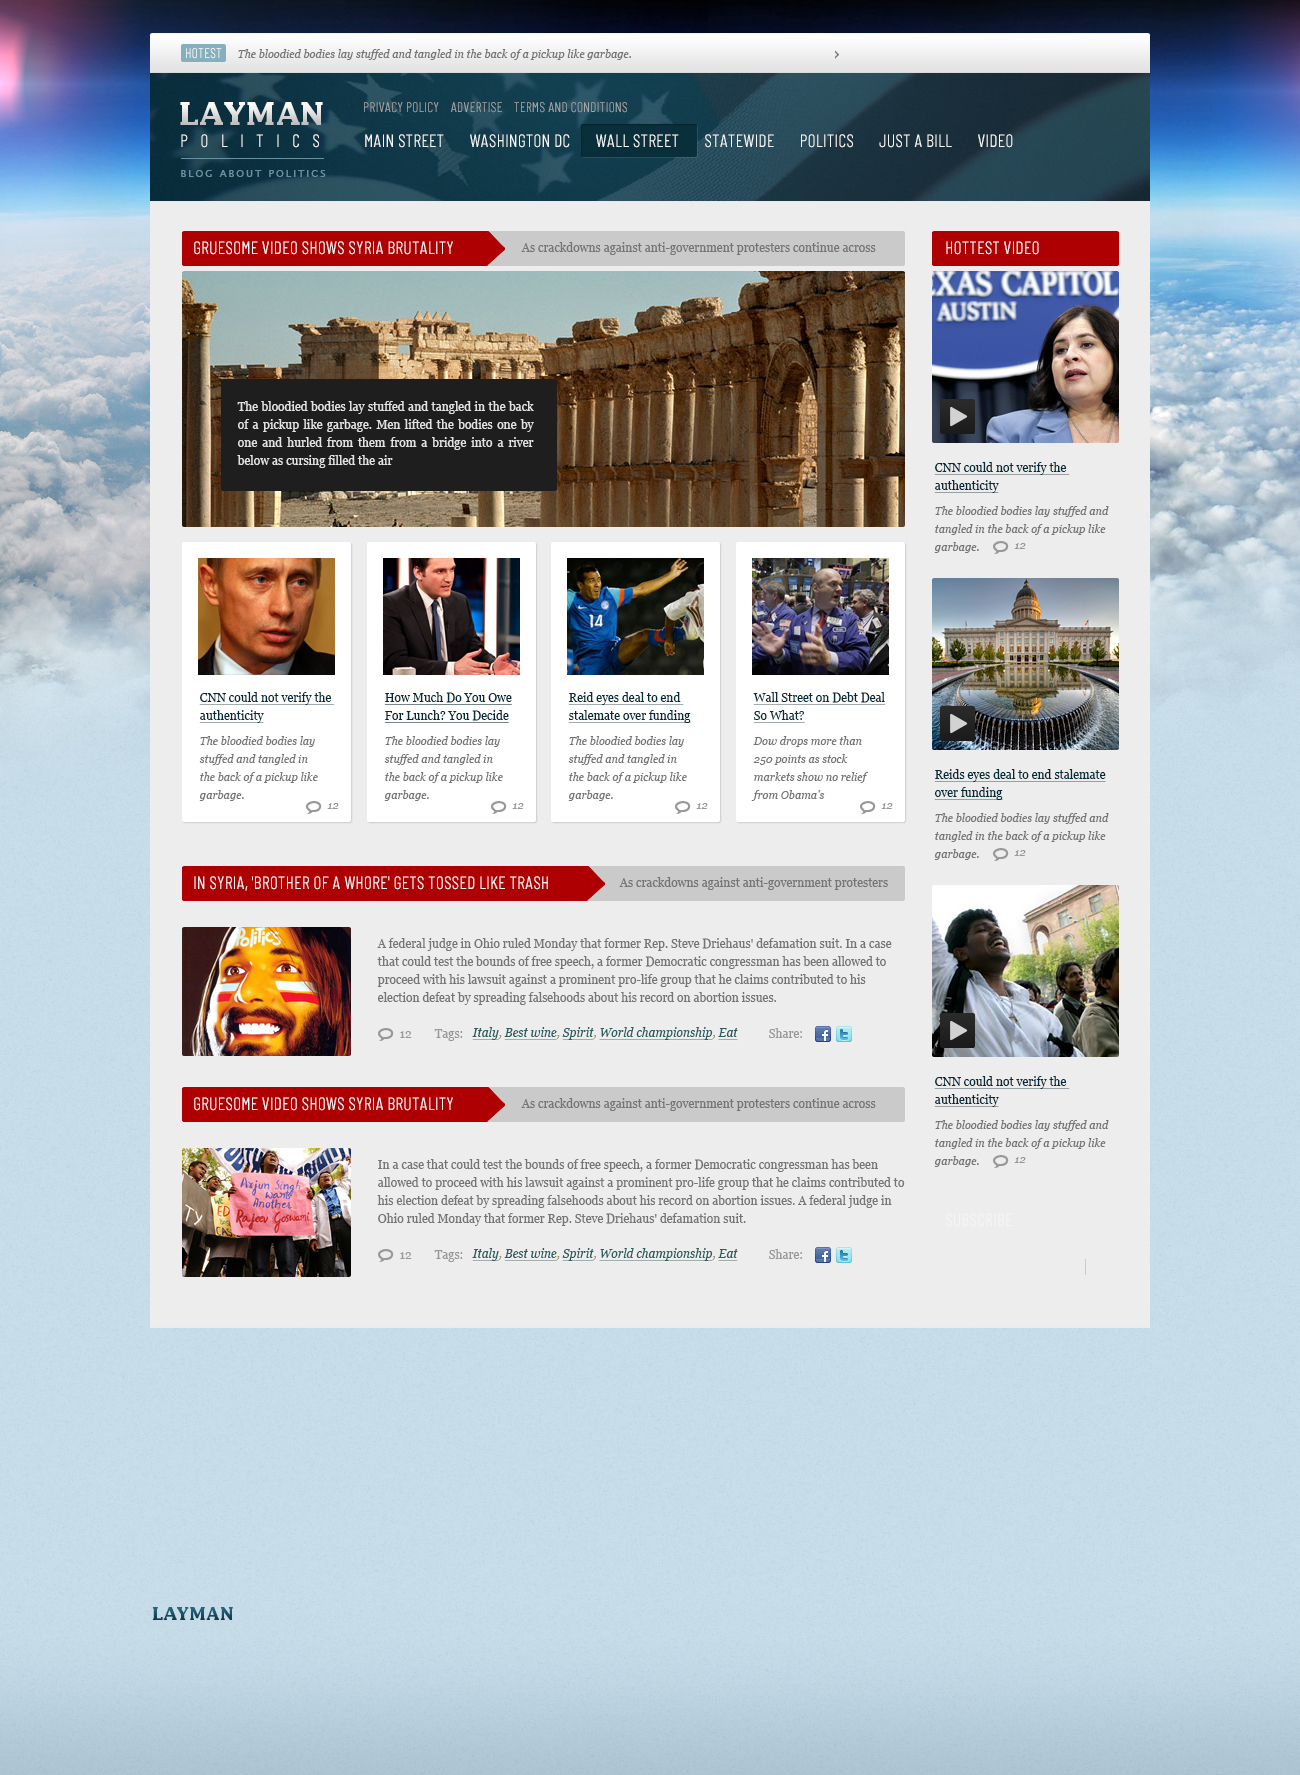 HOTEST The bloodied bodies lay stuffed and tangled in the back of a pickup like garbage.
LAYMAN
POLITICS
BLOG ABOUT POLITICS
PRIVACY POLICY ADVERTISE TERMS AND CONDITIONS
MAIN STREET WASHINGTON DC WALL STREET STATEWIDE POLITICS JUST A BILL VIDEO
GRUESOME VIDEO SHOWS SYRIA BRUTALITY As crackdowns against anti-government protesters continue across
The bloodied bodies lay stuffed and tangled in the back
of a pickup like garbage. Men lifted the bodies one by
one and hurled from them from a bridge into a river
below as cursing filled the air
CNN could not verify the
authenticity
The bloodied bodies lay
stuffed and tangled in
the back of a pickup like
garbage.
12
14
How Much Do You Owe
For Lunch? You Decide
The bloodied bodies lay
stuffed and tangled in
the back of a pickup like
garbage.
12
Reid eyes deal to end
stalemate over funding
The bloodied bodies lay
stuffed and tangled in
the back of a pickup like
garbage.
12
Wall Street on Debt Deal
So What?
Dow drops more than
250 points as stock
markets show no relief
from Obama's
12
IN SYRIA, 'BROTHER OF A WHORE' GETS TOSSED LIKE TRASH As crackdowns against anti-government protesters
Politics
A federal judge in Ohio ruled Monday that former Rep. Steve Driehaus' defamation suit. In a case
that could test the bounds of free speech, a former Democratic congressman has been allowed to
proceed with his lawsuit against a prominent pro-life group that he claims contributed to his
election defeat by spreading falsehoods about his record on abortion issues.
12 Tags: Italy, Best wine, Spirit, World championship, Eat Share:
GRUESOME VIDEO SHOWS SYRIA BRUTALITY As crackdowns against anti-government protesters continue across
Arjun Singh
want
Another
Rajeev Goswami
In a case that could test the bounds of free speech, a former Democratic congressman has been
allowed to proceed with his lawsuit against a prominent pro-life group that he claims contributed to
his election defeat by spreading falsehoods about his record on abortion issues. A federal judge in
Ohio ruled Monday that former Rep. Steve Driehaus' defamation suit.
12 Tags: Italy, Best wine, Spirit, World championship, Eat Share:
HOTTEST VIDEO
EXAS CAPITOL
AUSTIN
CNN could not verify the
authenticity
The bloodied bodies lay stuffed and
tangled in the back of a pickup like
garbage. 12
Reids eyes deal to end stalemate
over funding
The bloodied bodies lay stuffed and
tangled in the back of a pickup like
garbage. 12
CNN could not verify the
authenticity
The bloodied bodies lay stuffed and
tangled in the back of a pickup like
garbage. 12
SUBSCRIBE
LAYMAN